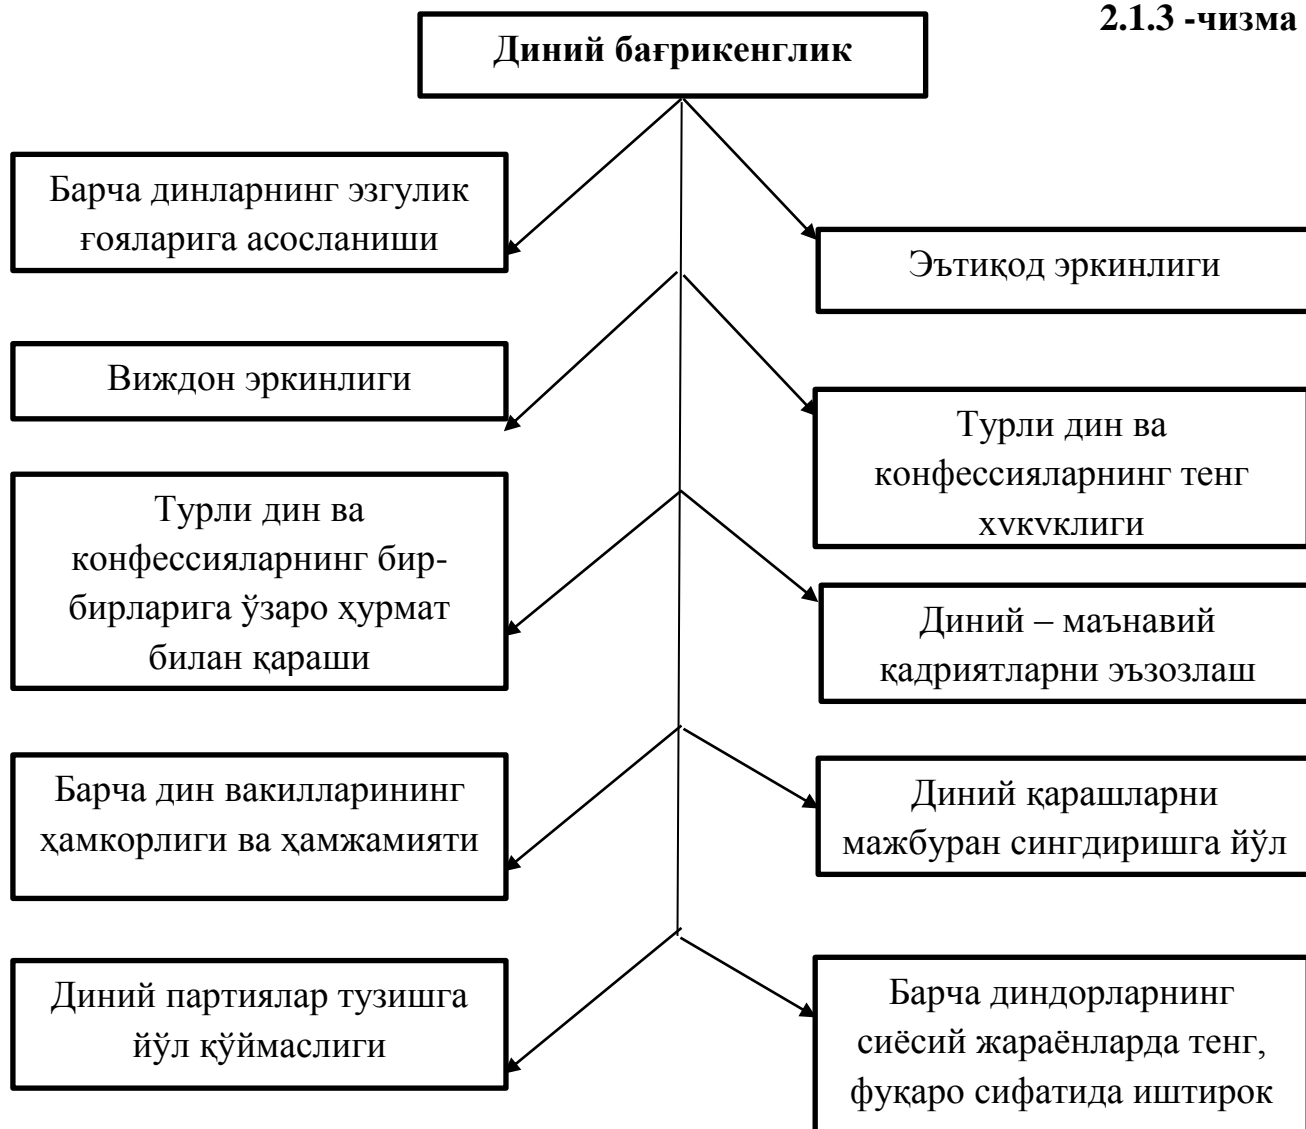 2.1.3 -чизма
Диний бағрикенглик
Барча динларнинг эзгулик
ғояларига асосланиши
Эътиқод эркинлиги
Виждон эркинлиги
Турли дин ва
конфессияларнинг тенг
ҳуқуқлиги
Турли дин ва
конфессияларнинг бир-
бирларига ўзаро ҳурмат
билан қараши
Диний – маънавий
қадриятларни эъзозлаш
Барча дин вакилларининг
ҳамкорлиги ва ҳамжамияти
Диний қарашларни
мажбуран сингдиришга йўл
Диний партиялар тузишга
йўл қўймаслиги
Барча диндорларнинг
сиёсий жараёнларда тенг,
фуқаро сифатида иштирок